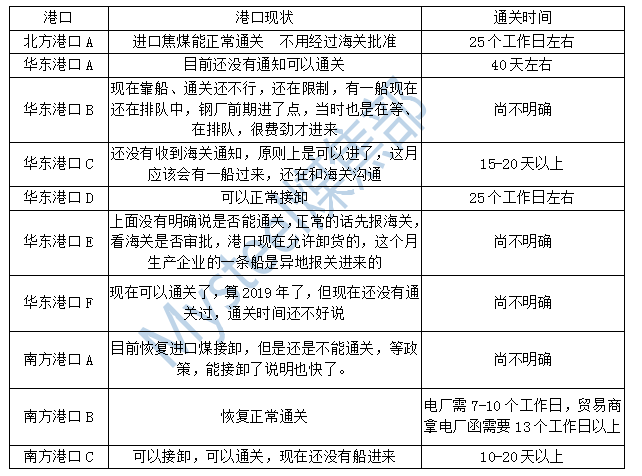 港口 港口现状 通关时间
北方港口 A 进口焦煤能正常通关 不用经过海关批准 25 个工作日左右
华东港口 A 目前还没有通知可以通关 40 天左右
华东港口 B 现在靠船、通关还不行，还在限制，有一船现在
还在排队中，钢厂前期进了点，当时也是在等、
在排队，很费劲才进来 尚不明确
华东港口 C 还没有收到海关通知，原则上是可以进了，这月
应该会有一船过来，还在和海关沟通 15-20 天以上
华东港口 D 可以正常接卸 25 个工作日左右
华东港口 E 上面没有明确说是否能通关，正常的话先报海关，
看海关是否审批，港口现在允许卸货的，这个月
生产企业的一条船是异地报关进来的 尚不明确
华东港口 F 现在可以通关了，算 2019 年了，但现在还没有通
关过，通关时间还不好说 尚不明确
南方港口 A 目前恢复进口煤接卸，但是还是不能通关，等政
策，能接卸了说明也快了。 尚不明确
南方港口 B 恢复正常通关 电厂需 7-10 个工作日，贸易商
拿电厂函需要 13 个工作日以上
南方港口 C 可以接卸，可以通关，现在还没有船进来 10-20 天以上
Mysteel煤焦部